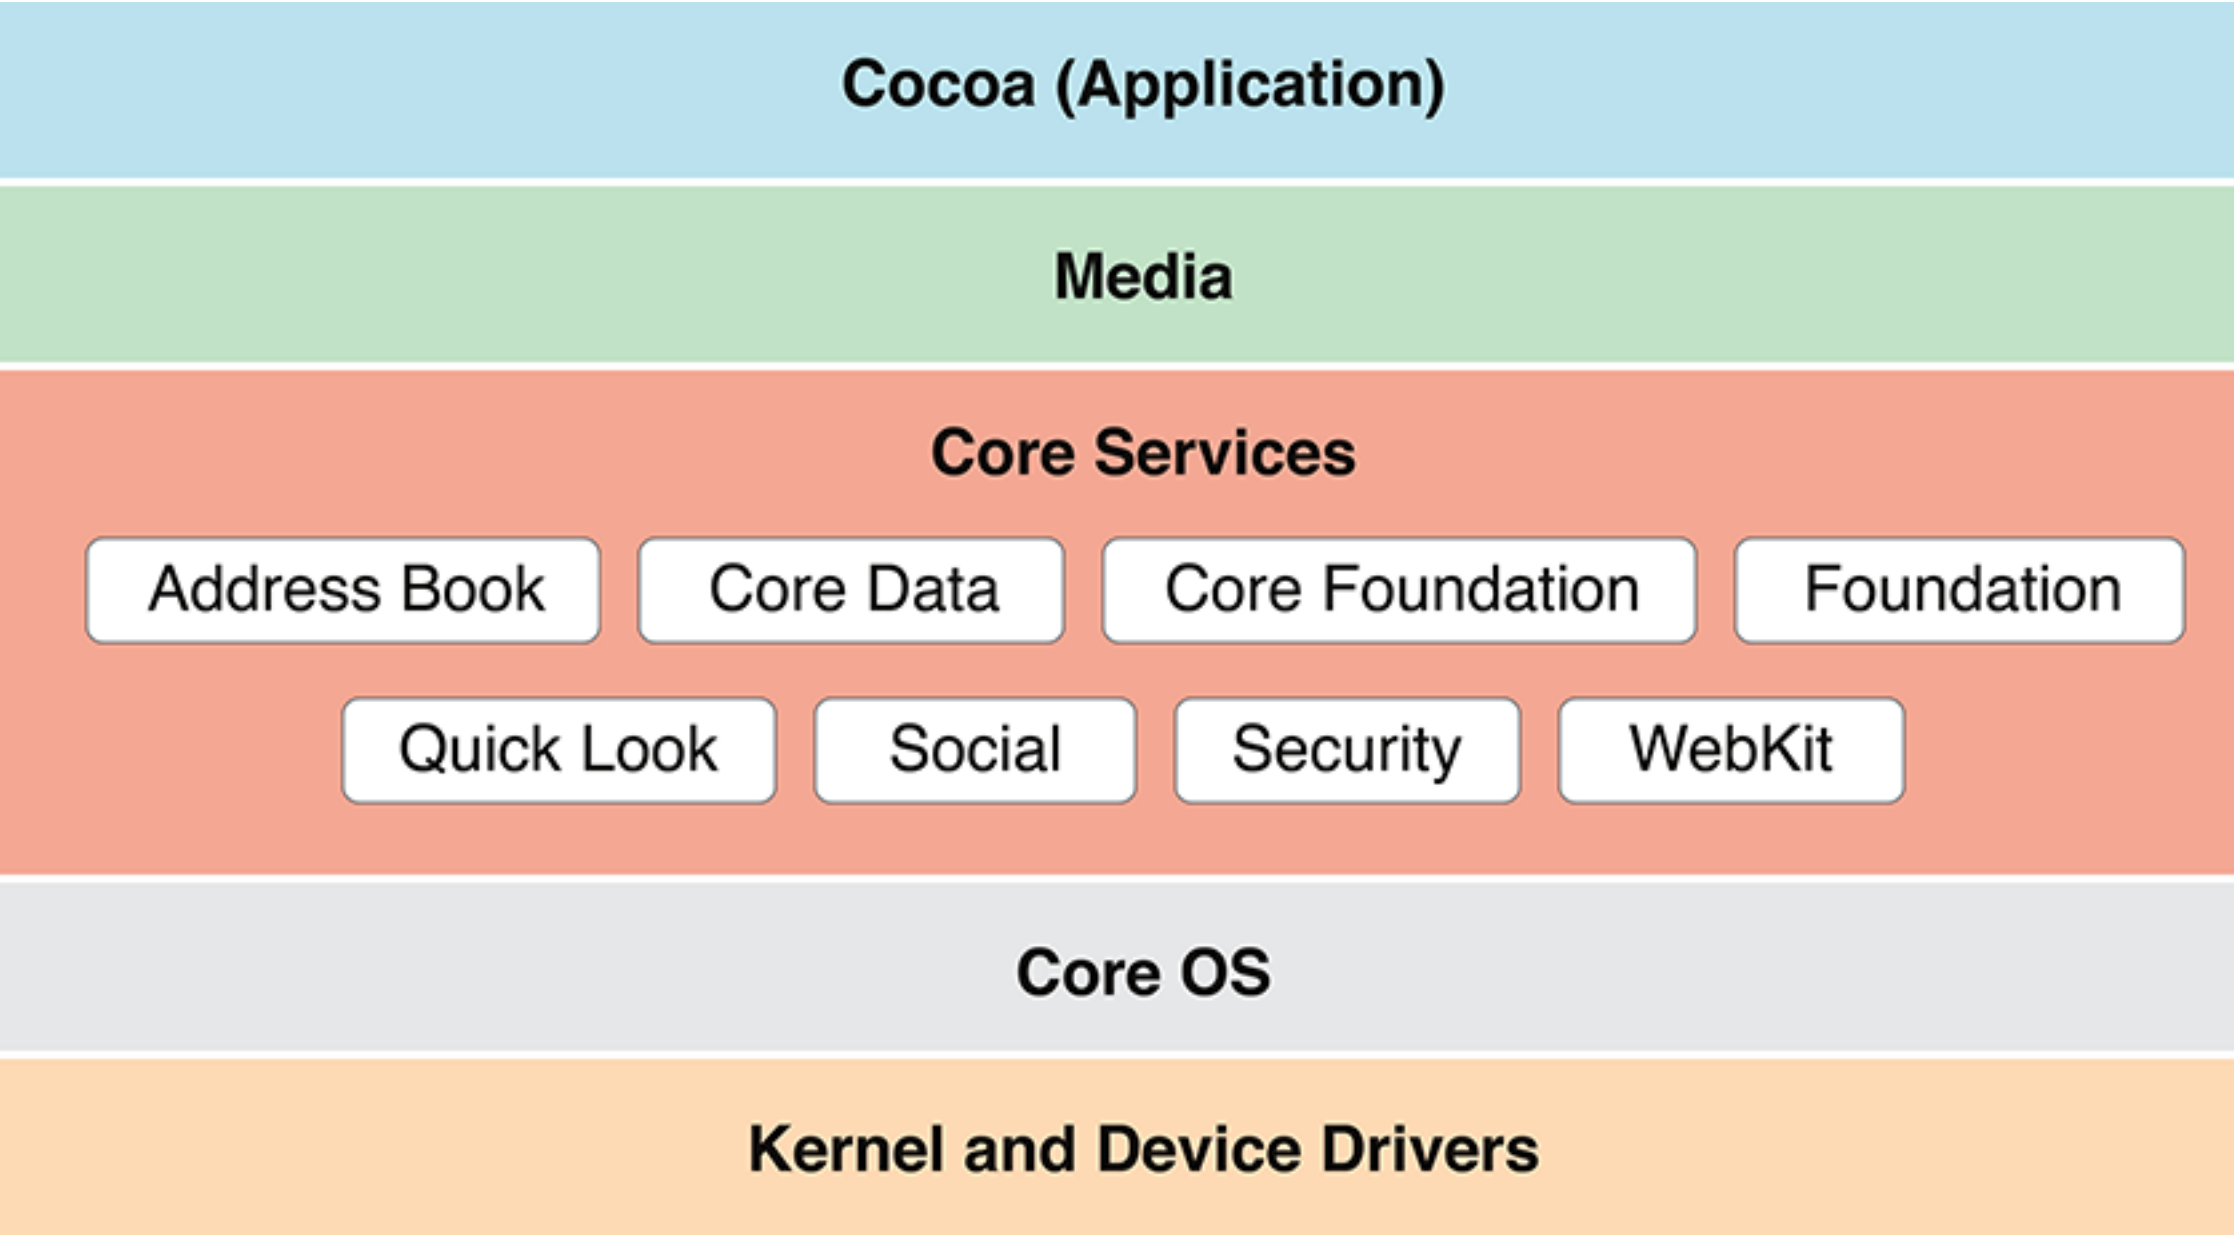 Cocoa (Application)
Media
Core Services
Address Book Core Data Core Foundation Foundation
Quick Look Social Security WebKit
Core OS
Kernel and Device Drivers